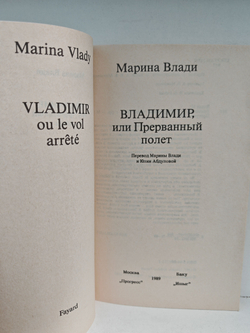 Marina Vlady
VLADIMIR
ou le vol
arrêté
Fayard
Марина Влади
ВЛАДИМИР,
или Прерванный
полет
Перевод Марины Влади
и Юлии Абдуловой
Москва
"Прогресс"
1989
Баку